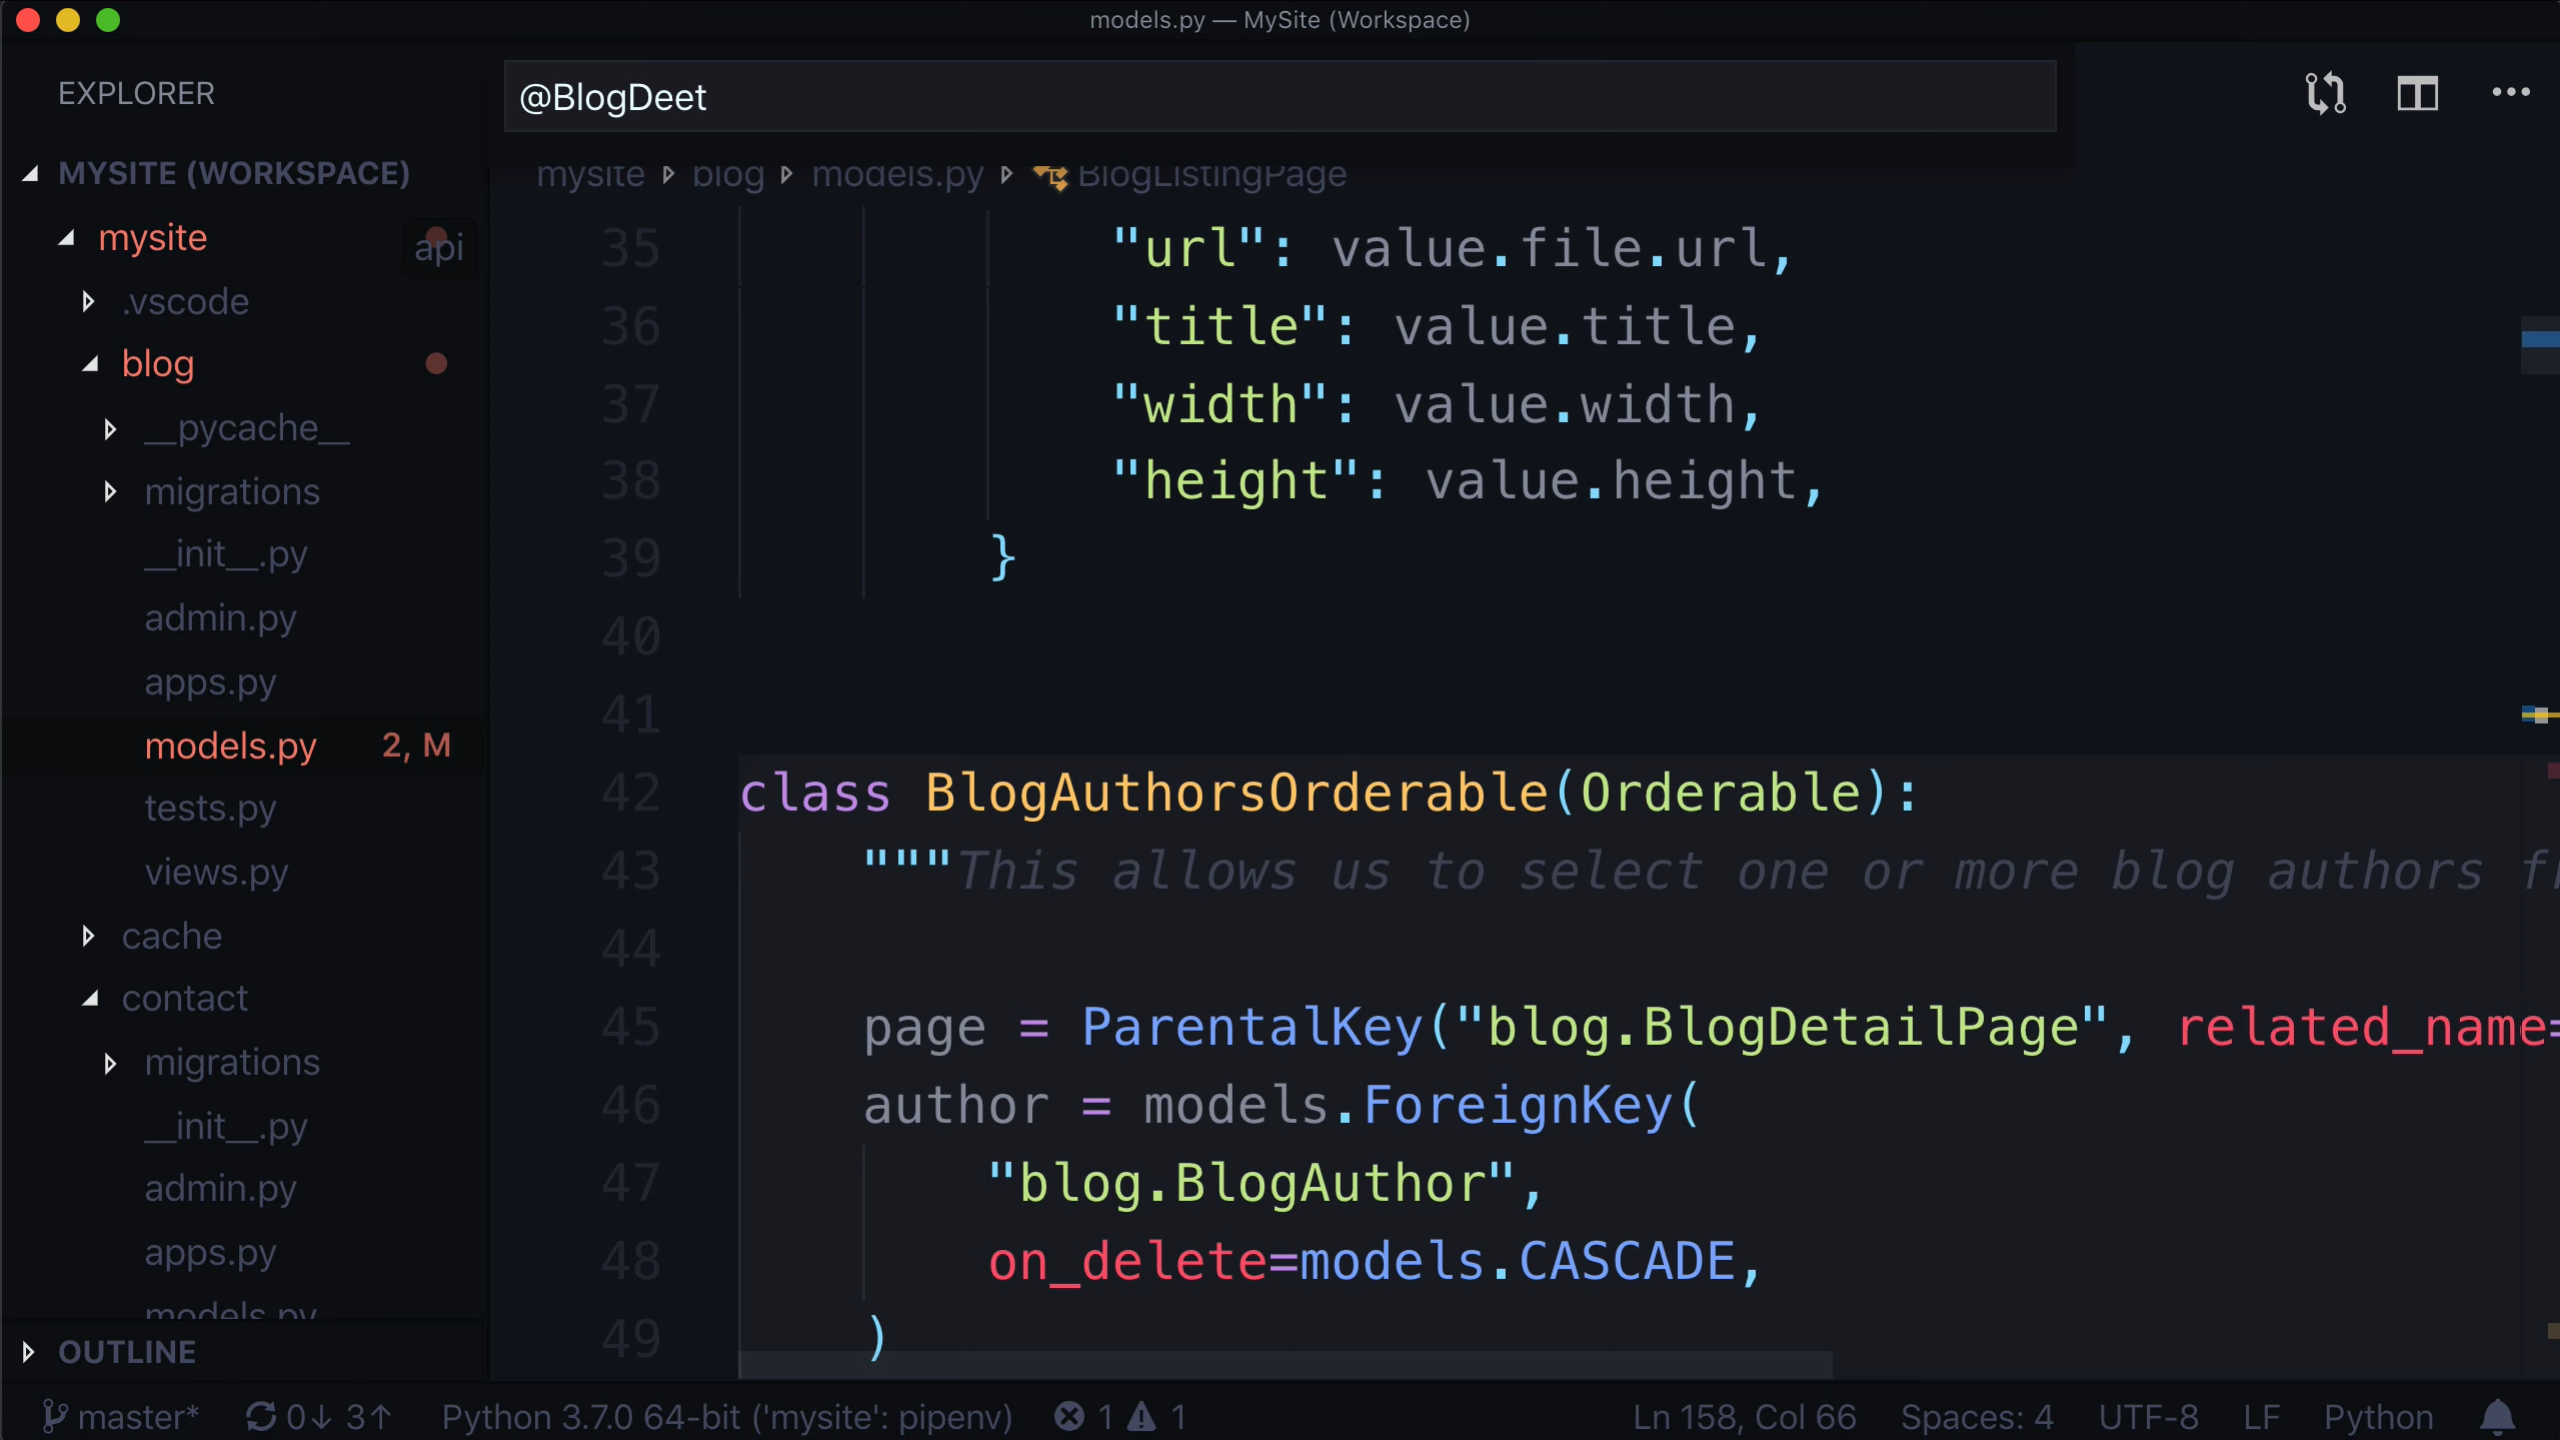 models.py — MySite (Workspace)
EXPLORER
@BlogDeet
MYSITE (WORKSPACE)
mysite
api
.vscode
blog
__pycache__
migrations
__init__.py
admin.py
apps.py
models.py 2, M
tests.py
views.py
cache
contact
migrations
__init__.py
admin.py
apps.py
models.py
OUTLINE
mysite blog models.py BlogListingPage
35 "url": value.file.url,
36 "title": value.title,
37 "width": value.width,
38 "height": value.height,
39 }
40
41
42 class BlogAuthorsOrderable(Orderable):
43 """This allows us to select one or more blog authors
44
45 page = ParentalKey("blog.BlogDetailPage", related_name=
46 author = models.ForeignKey(
47 "blog.BlogAuthor",
48 on_delete=models.CASCADE,
49 )
master* 0↓ 3↑ Python 3.7.0 64-bit ('mysite': pipenv) 1 1 Ln 158, Col 66 Spaces: 4 UTF-8 LF Python